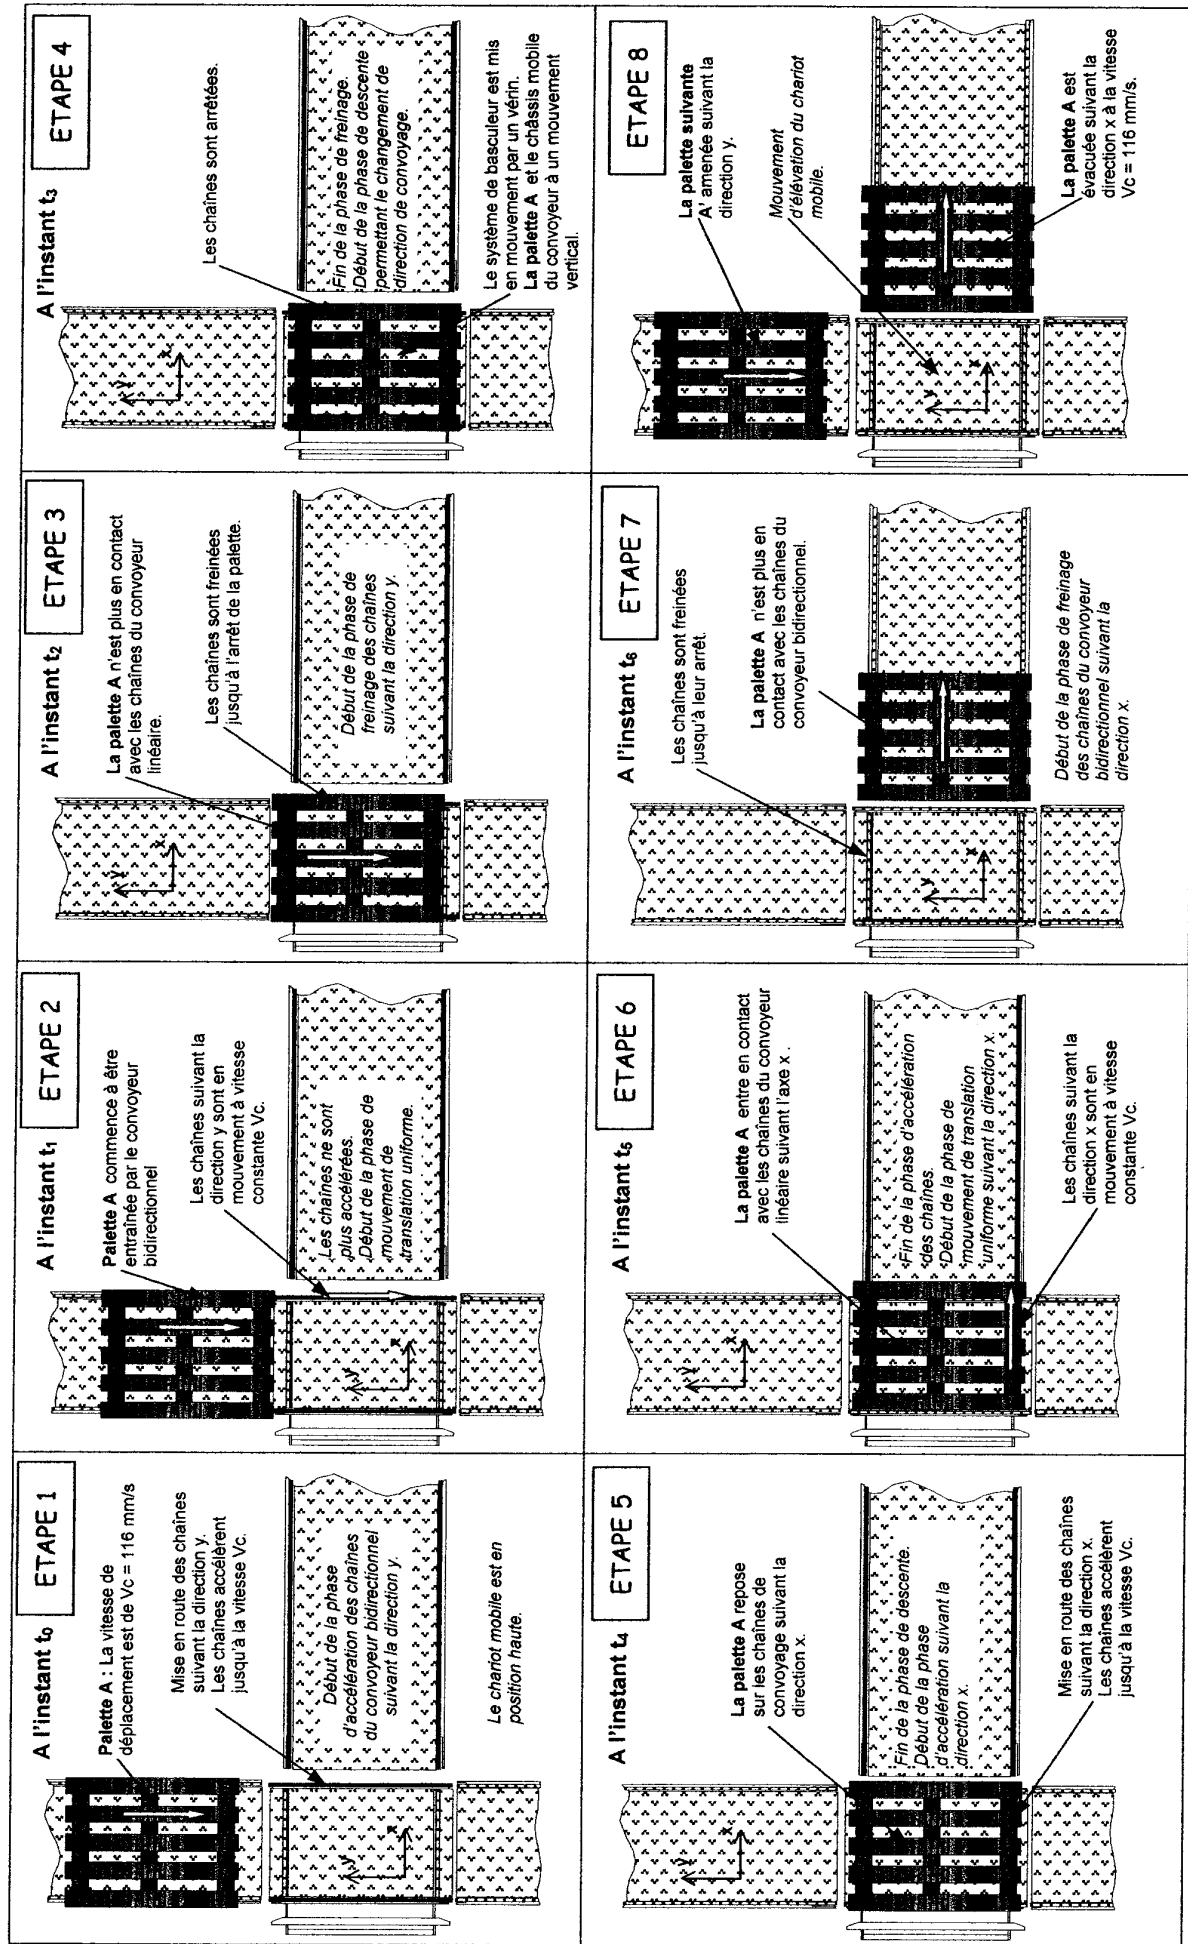 A l'instant t₀
ETAPE 1
Palette A : La vitesse de
déplacement est de Vc = 116 mm/s
Mise en route des chaînes
suivant la direction y.
Les chaînes accélèrent
jusqu'à la vitesse Vc.
Début de la phase
d'accélération des chaînes
du convoyeur bidirectionnel
suivant la direction y.
Le chariot mobile est en
position haute.
y
x
A l'instant t₁
ETAPE 2
Palette A commence à être
entraînée par le convoyeur
bidirectionnel
Les chaînes suivant la
direction y sont en
mouvement à vitesse
constante Vc.
Les chaînes ne sont
plus accélérées.
Début de la phase de
mouvement de
translation uniforme.
y
x
A l'instant t₂
ETAPE 3
La palette A n'est plus en contact
avec les chaînes du convoyeur
linéaire.
Les chaînes sont freinées
jusqu'à l'arrêt de la palette.
Début de la phase de
freinage des chaînes
suivant la direction y.
y
x
A l'instant t₃
ETAPE 4
Les chaînes sont arrêtées.
Fin de la phase de freinage.
Début de la phase de descente
permettant le changement de
direction de convoyage.
Le système de basculeur est mis
en mouvement par un vérin.
La palette A et le châssis mobile
du convoyeur à un mouvement
vertical.
y
x
A l'instant t₄
ETAPE 5
La palette A repose
sur les chaînes de
convoyage suivant la
direction x.
Fin de la phase de descente.
Début de la phase
d'accélération suivant la
direction x.
Mise en route des chaînes
suivant la direction x.
Les chaînes accélèrent
jusqu'à la vitesse Vc.
y
x
A l'instant t₅
ETAPE 6
La palette A entre en contact
avec les chaînes du convoyeur
linéaire suivant l'axe x .
Fin de la phase d'accélération
des chaînes.
Début de la phase de
mouvement de translation
uniforme suivant la direction x.
Les chaînes suivant la
direction x sont en
mouvement à vitesse
constante Vc.
y
x
A l'instant t₆
ETAPE 7
Les chaînes sont freinées
jusqu'à leur arrêt.
La palette A n'est plus en
contact avec les chaînes du
convoyeur bidirectionnel.
Début de la phase de freinage
des chaînes du convoyeur
bidirectionnel suivant la
direction x.
y
x
ETAPE 8
La palette suivante
A' amenée suivant la
direction y.
Mouvement
d'élévation du chariot
mobile.
La palette A est
évacuée suivant la
direction x à la vitesse
Vc = 116 mm/s.
y
x